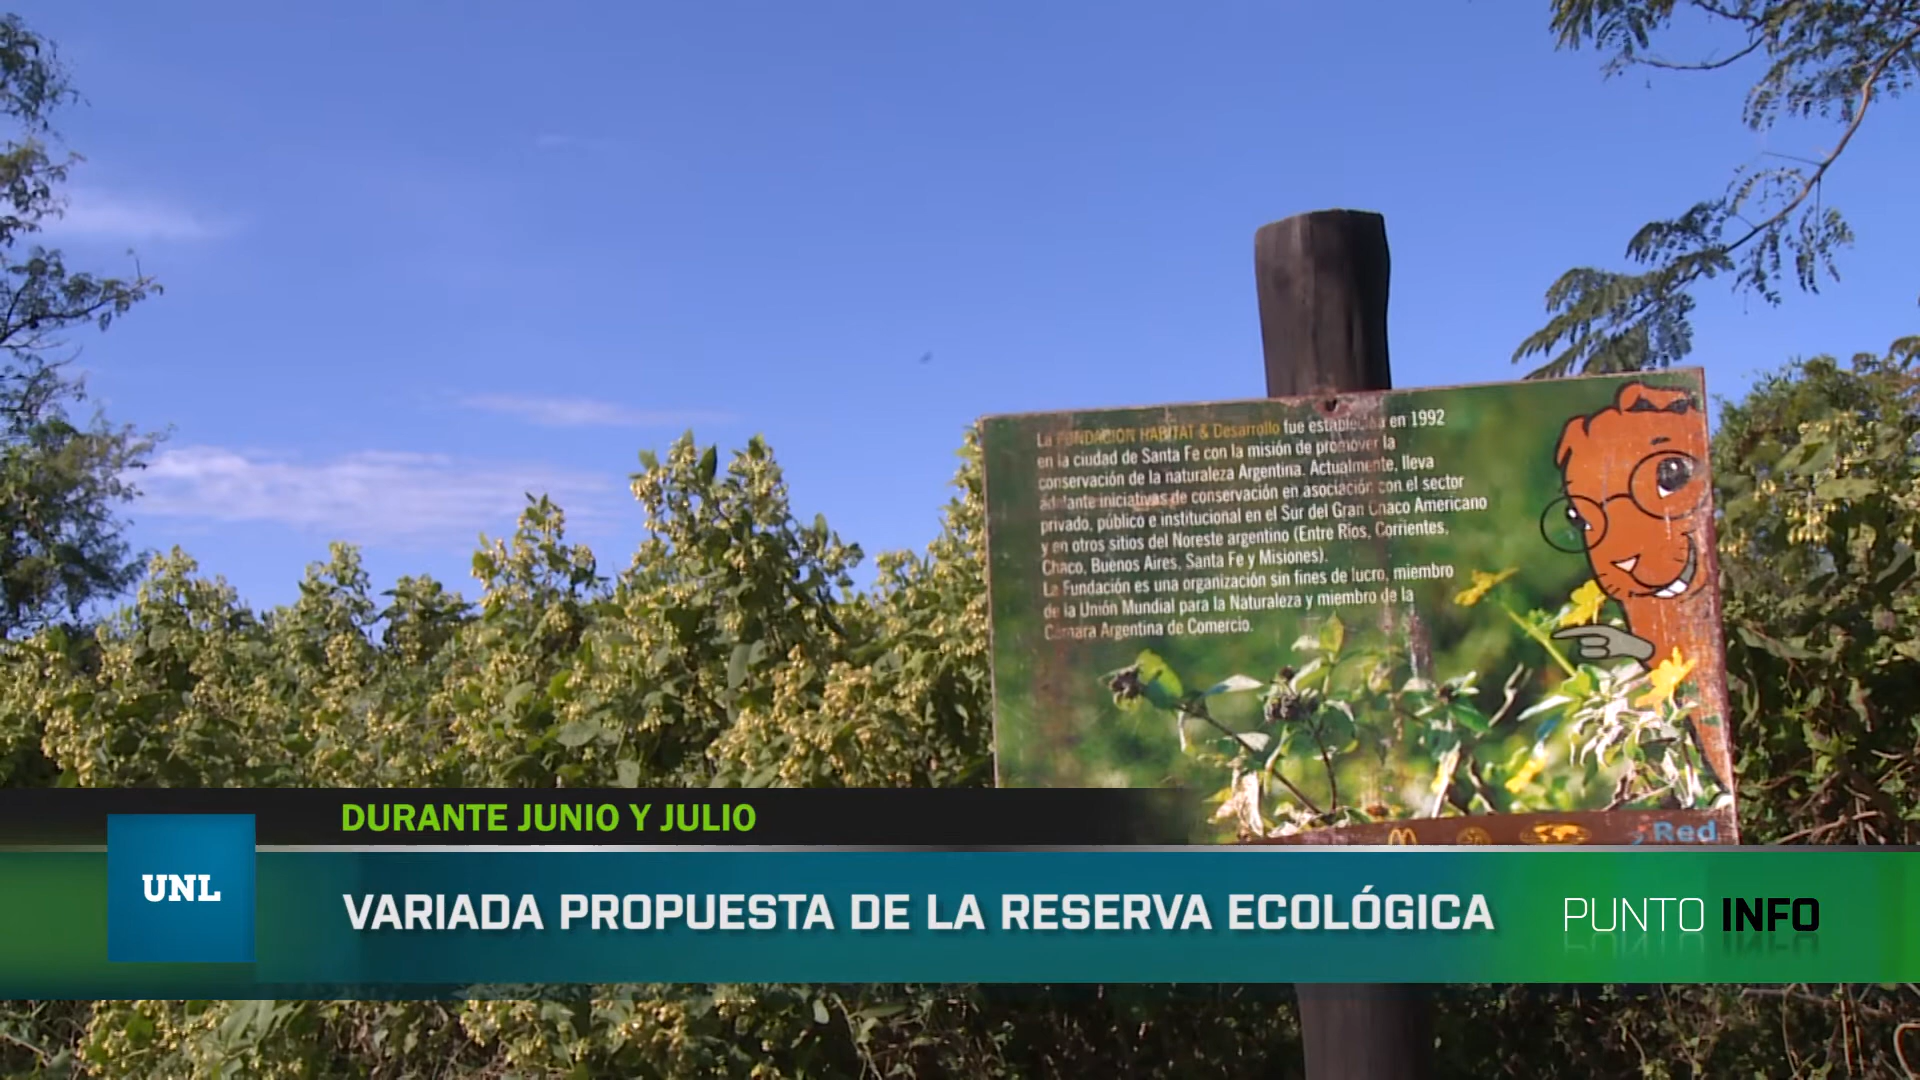 La FUNDACIÓN HABITAT & Desarrollo fue establecida en 1992
en la ciudad de Santa Fe con la misión de promover la
conservación de la naturaleza Argentina. Actualmente, lleva
adelante iniciativas de conservación en asociación con el sector
privado, público e institucional en el Sur del Gran Chaco Americano
y en otros sitios del Noreste argentino (Entre Ríos, Corrientes,
Chaco, Buenos Aires, Santa Fe y Misiones).
La Fundación es una organización sin fines de lucro, miembro
de la Unión Mundial para la Naturaleza y miembro de la
Cámara Argentina de Comercio.
Red
DURANTE JUNIO Y JULIO
UNL
VARIADA PROPUESTA DE LA RESERVA ECOLÓGICA
PUNTO INFO